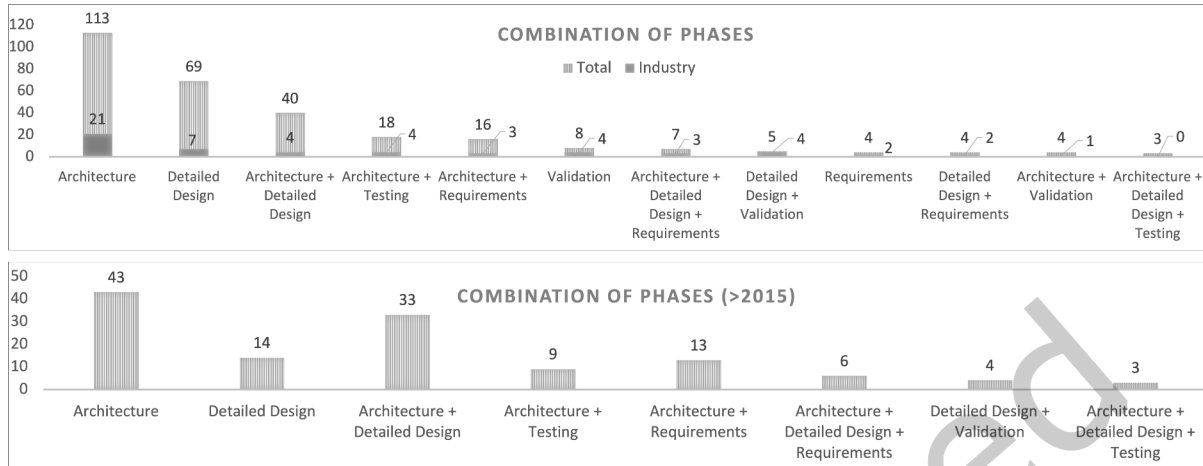 COMBINATION OF PHASES
Total Industry
120
100
80
60
40
20
0
113
21
69
7
40
4
18
4
16
3
8
4
7
3
5
4
4
2
4
2
4
1
3
0
Architecture
Detailed
Design
Architecture +
Detailed
Design
Architecture +
Testing
Architecture +
Requirements
Validation
Architecture +
Detailed
Design +
Requirements
Detailed
Design +
Validation
Requirements
Detailed
Design +
Requirements
Architecture +
Validation
Architecture +
Detailed
Design +
Testing
COMBINATION OF PHASES (>2015)
50
40
30
20
10
0
43
14
33
9
13
6
4
3
Architecture
Detailed Design
Architecture +
Detailed Design
Architecture +
Testing
Architecture +
Requirements
Architecture +
Detailed Design +
Requirements
Detailed Design +
Validation
Architecture +
Detailed Design +
Testing